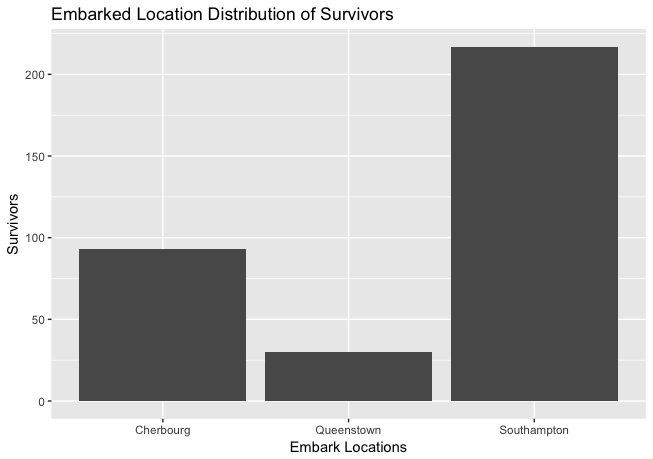 Embarked Location Distribution of Survivors
200
150
100
50
0
Survivors
Cherbourg Queenstown Southampton
Embark Locations